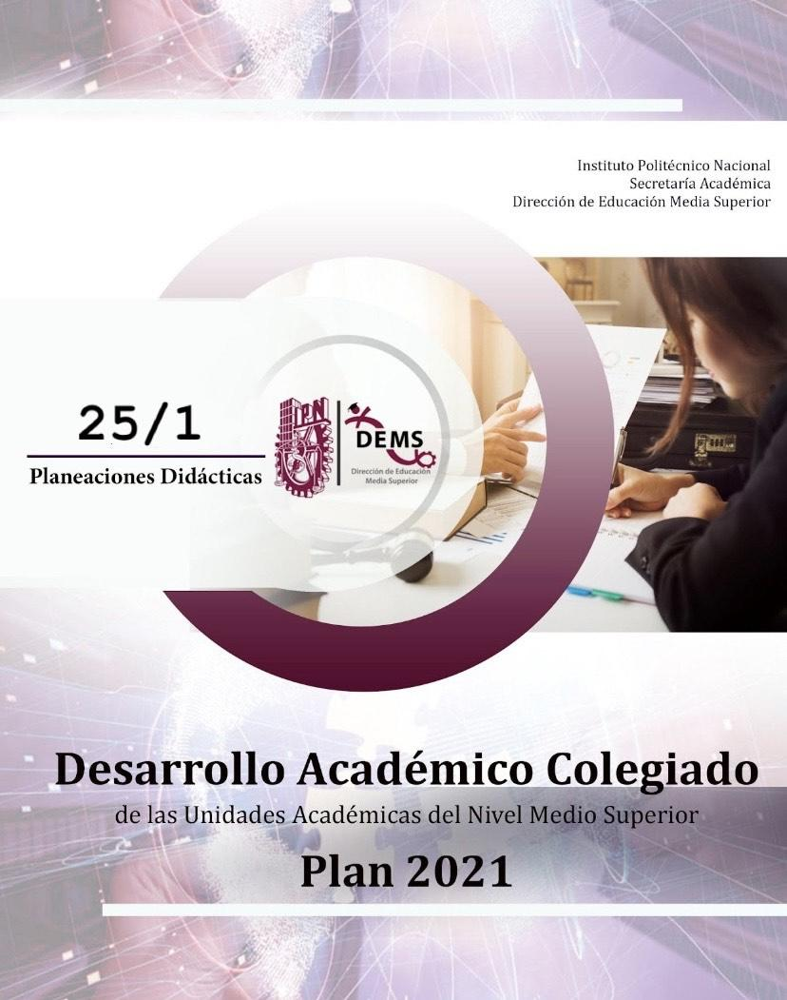 Instituto Politécnico Nacional
Secretaría Académica
Dirección de Educación Media Superior
25/1
Planeaciones Didácticas
IPN
DEMS
Dirección de Educación
Media Superior
Desarrollo Académico Colegiado
de las Unidades Académicas del Nivel Medio Superior
Plan 2021